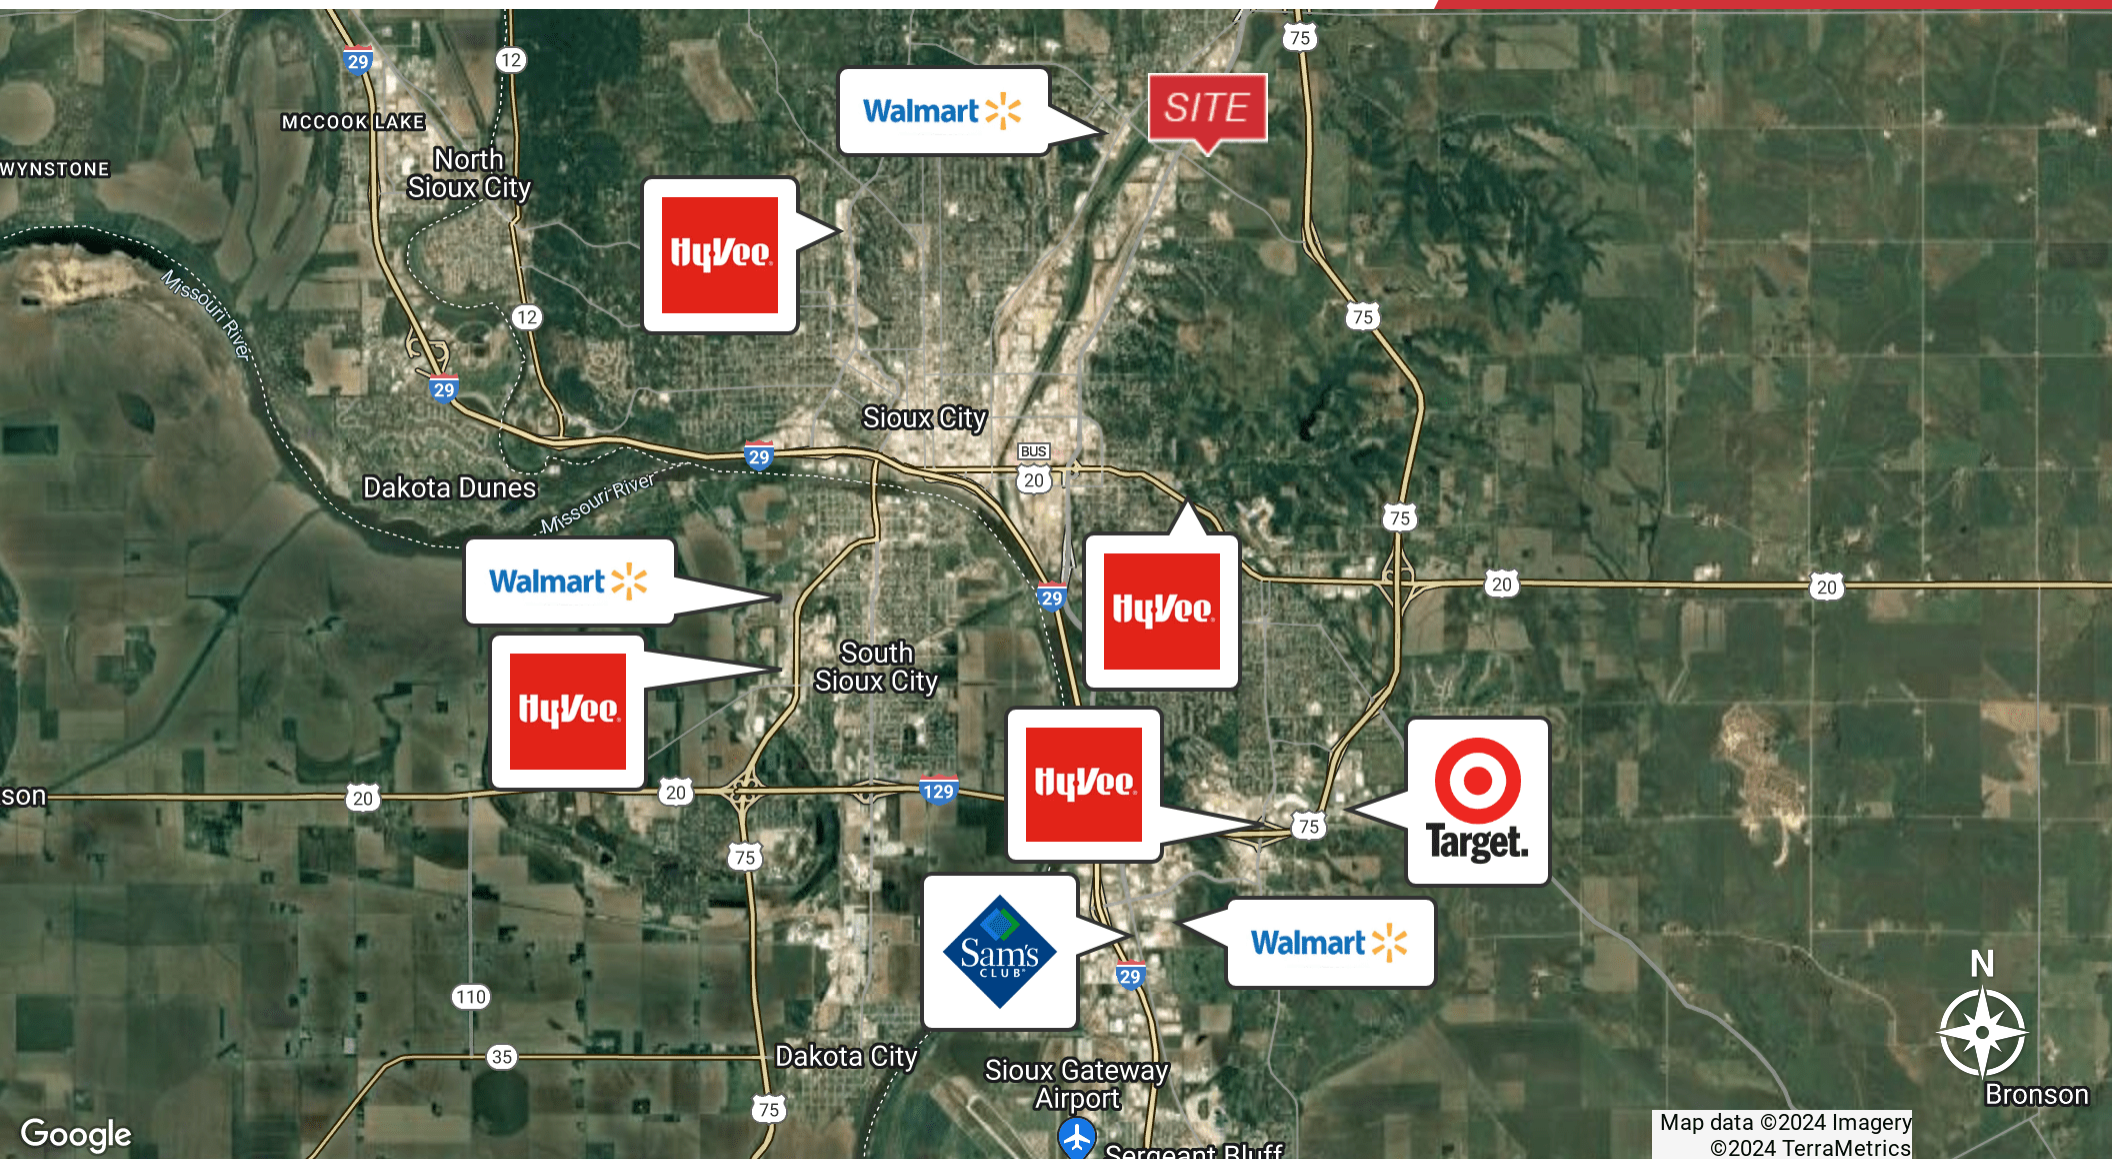 75
29
12
Walmart
SITE
MCCOOK LAKE
North
Sioux City
WYNSTONE
HyVee
Missouri River
12
75
29
Sioux City
29
BUS
20
Dakota Dunes
Missouri River
75
Walmart
20
20
29
HyVee
South
Sioux City
HyVee
HyVee
Target.
son
20
20
129
75
75
Sam's
CLUB
Walmart
29
110
N
35
Dakota City
Sioux Gateway
Airport
Bronson
75
Google
Sergeant Bluff
Map data ©2024 Imagery
©2024 TerraMetrics